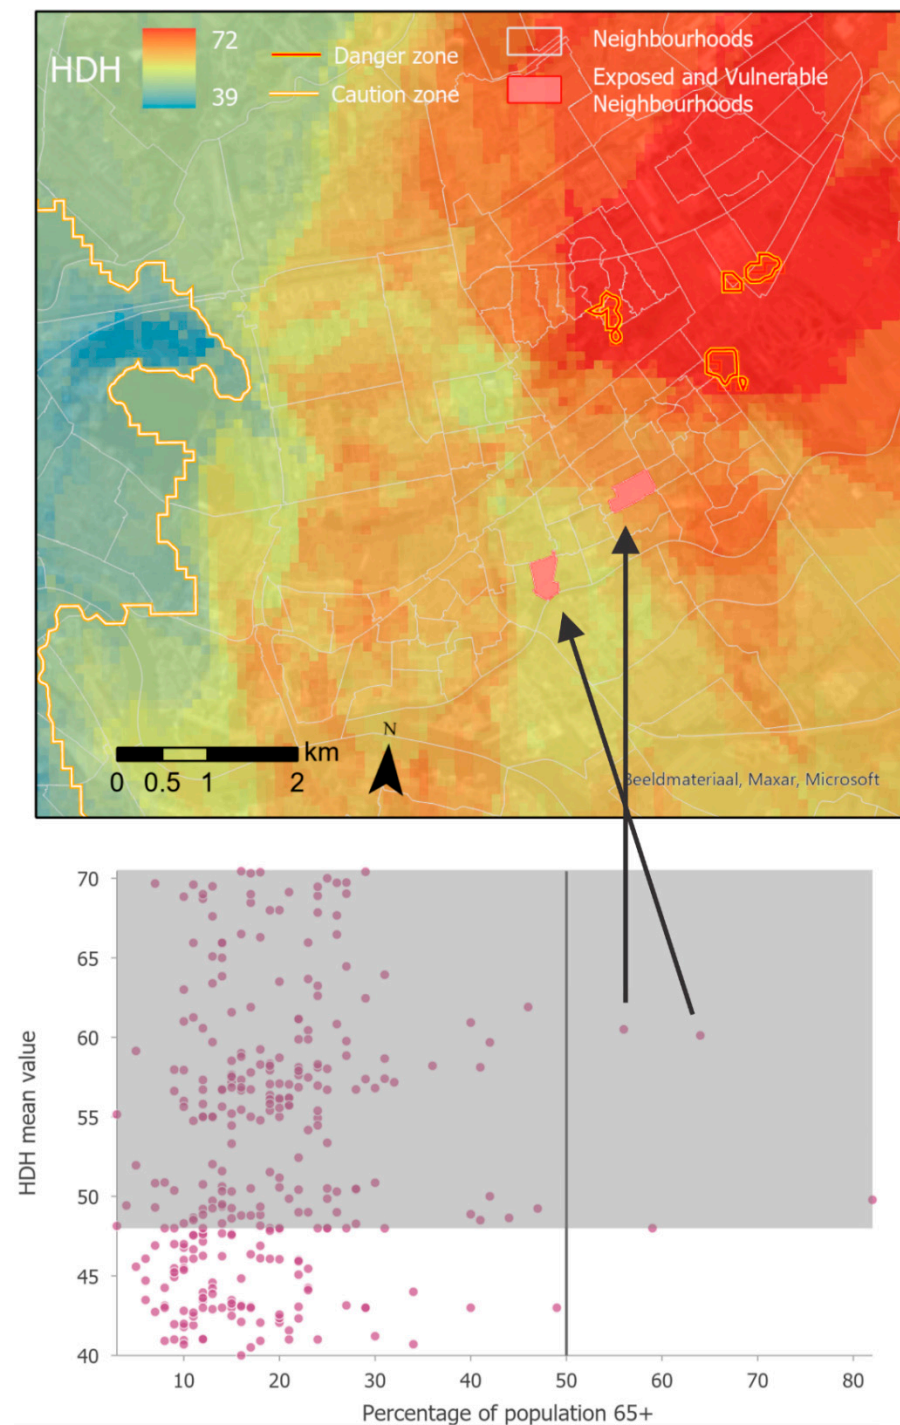 HDH
72
39
Danger zone
Caution zone
Neighbourhoods
Exposed and Vulnerable
Neighbourhoods
N
km
0 0.5 1 2
Beeldmateriaal, Maxar, Microsoft
70
65
60
55
50
45
40
HDH mean value
10 20 30 40 50 60 70 80
Percentage of population 65+